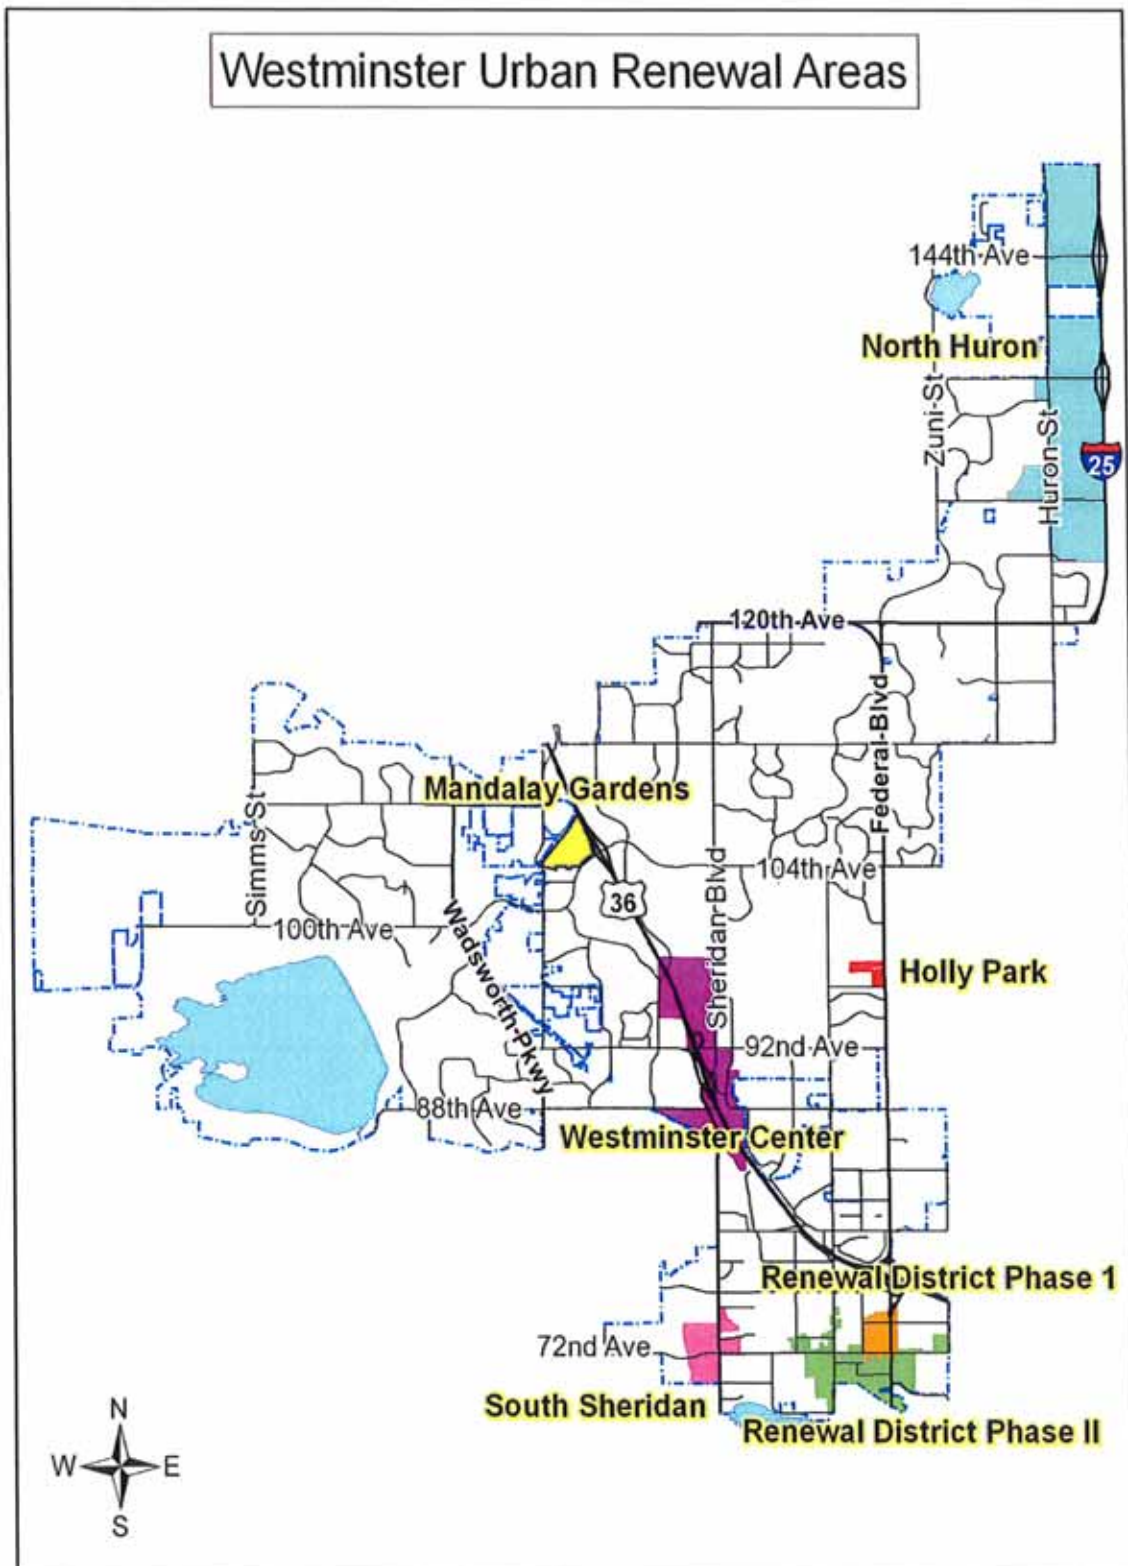 Westminster Urban Renewal Areas
144th Ave
North Huron
Zuni St
Huron St
25
120th Ave
Federal Blvd
Mandalay Gardens
Simms St
104th Ave
Sheridan Blvd
36
100th Ave
Wadsworth Pkwy
Holly Park
92nd Ave
88th Ave
Westminster Center
Renewal District Phase 1
72nd Ave
South Sheridan
Renewal District Phase II
N
W E
S